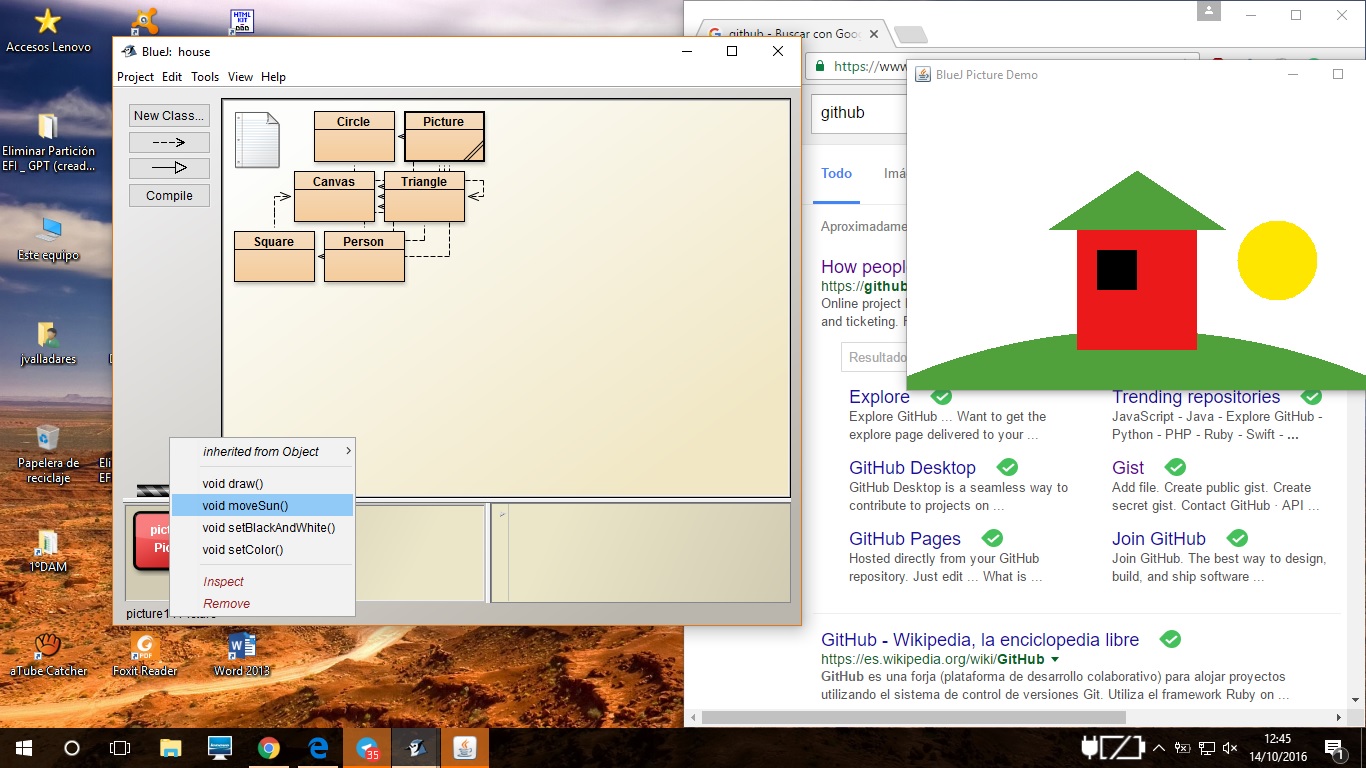 Accesos Lenovo
HTML
KIT
Eliminar Partición
EFI _ GPT (cread...
Este equipo
jvalladares
Papelera de
reciclaje
1ºDAM
aTube Catcher
Foxit Reader
Word 2013
BlueJ: house
Project Edit Tools View Help
New Class...
Compile
Circle
Picture
Canvas
Triangle
Square
Person
inherited from Object
void draw()
void moveSun()
void setBlackAndWhite()
void setColor()
Inspect
Remove
github - Buscar con Goo
https://www
github
Todo
Imá
Aproximadame
How peopl
https://github
Online project
and ticketing.
Resultado
Explore
Explore GitHub ... Want to get the
explore page delivered to your ...
GitHub Desktop
GitHub Desktop is a seamless way to
contribute to projects on ...
GitHub Pages
Hosted directly from your GitHub
repository. Just edit ... What is ...
Trending repositories
JavaScript - Java - Explore GitHub -
Python - PHP - Ruby - Swift - ...
Gist
Add file. Create public gist. Create
secret gist. Contact GitHub · API ...
Join GitHub
Join GitHub. The best way to design,
build, and ship software ...
GitHub - Wikipedia, la enciclopedia libre
https://es.wikipedia.org/wiki/GitHub
GitHub es una forja (plataforma de desarrollo colaborativo) para alojar proyectos
utilizando el sistema de control de versiones Git. Utiliza el framework Ruby on ...
BlueJ Picture Demo
35
12:45
14/10/2016
1